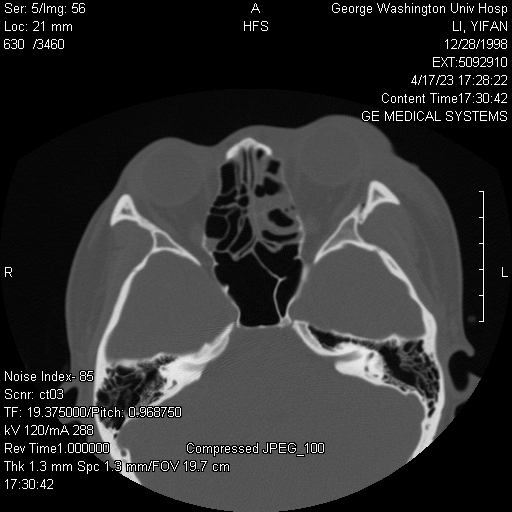 Ser: 5/Img: 56
Loc: 21 mm
630 /3460
A
HFS
George Washington Univ Hosp
LI, YIFAN
12/28/1998
EXT:5092910
4/17/23 17:28:22
Content Time17:30:42
GE MEDICAL SYSTEMS
R
L
Noise Index- 85
Scnr: ct03
TF: 19.375000/Pitch: 0.968750
kV 120/mA 288
Rev Time1.000000
Compressed JPEG_100
Thk 1.3 mm Spc 1.3 mm/FOV 19.7 cm
17:30:42